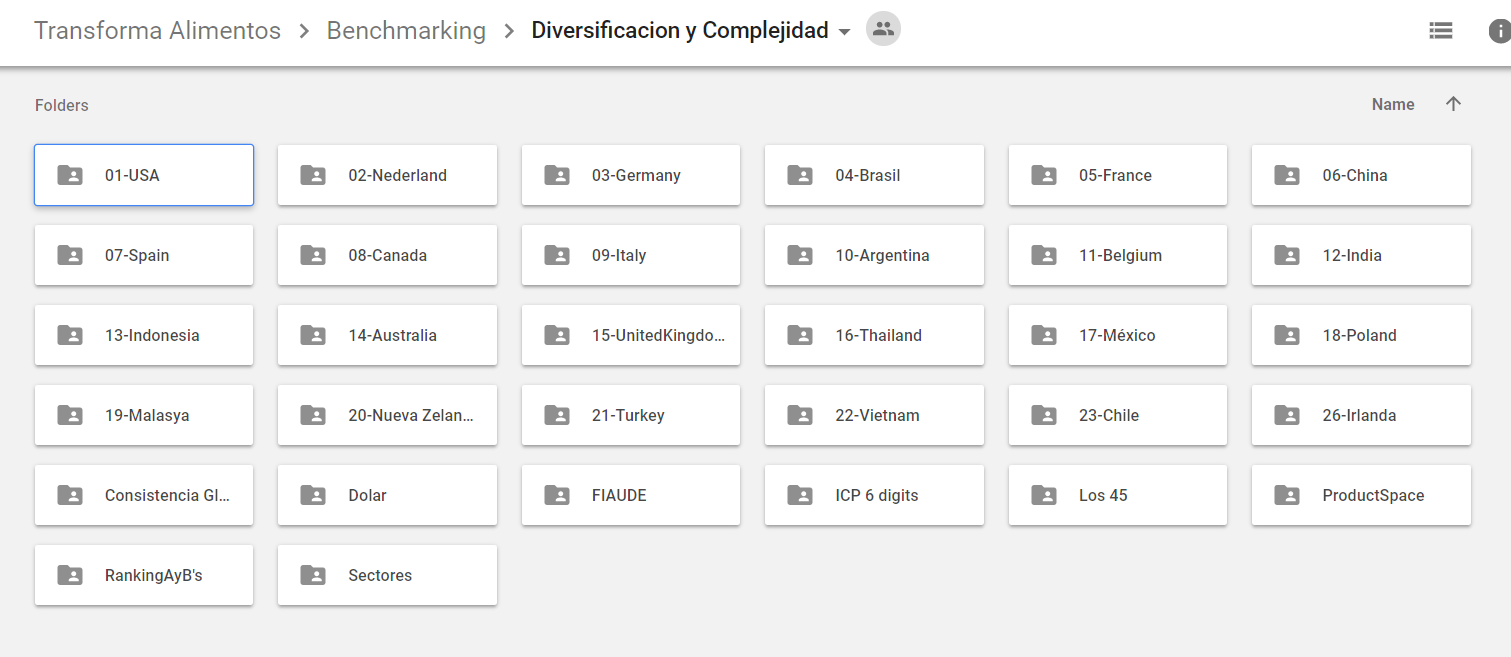 Transforma Alimentos > Benchmarking > Diversificacion y Complejidad
Folders Name
01-USA 02-Nederland 03-Germany 04-Brasil 05-France 06-China
07-Spain 08-Canada 09-Italy 10-Argentina 11-Belgium 12-India
13-Indonesia 14-Australia 15-UnitedKingdo... 16-Thailand 17-México 18-Poland
19-Malasya 20-Nueva Zelan... 21-Turkey 22-Vietnam 23-Chile 26-Irlanda
Consistencia Gl... Dolar FIAUDE ICP 6 digits Los 45 ProductSpace
RankingAyB's Sectores